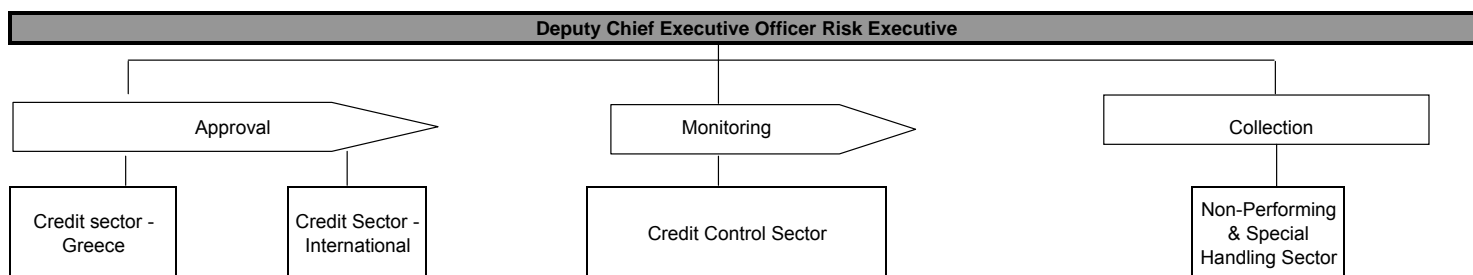 Deputy Chief Executive Officer Risk Executive
Approval
Monitoring
Collection
Credit sector -
Greece
Credit Sector -
International
Credit Control Sector
Non-Performing
& Special
Handling Sector